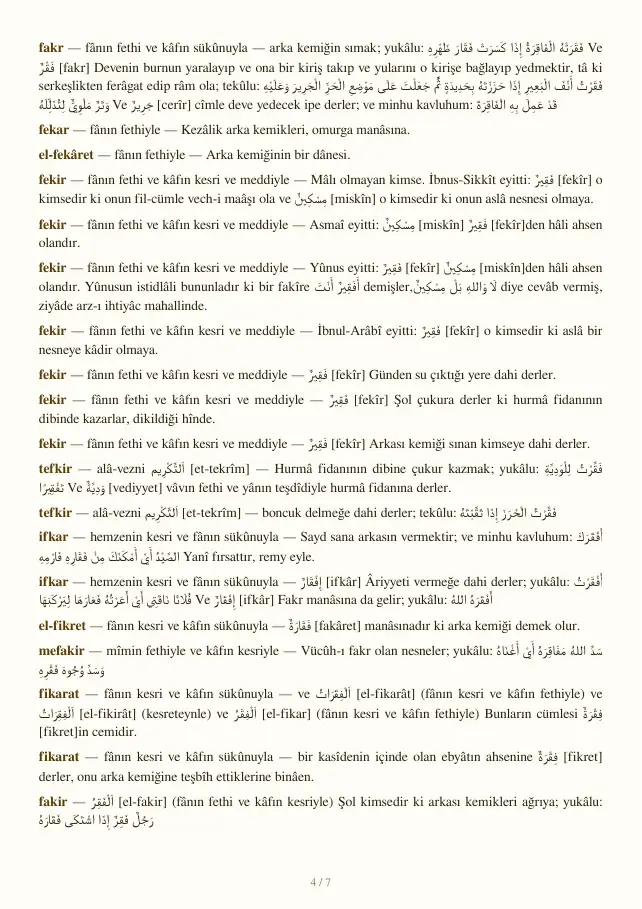 fakr — fânın fethi ve kâfın sükûnuyla — arka kemiğin sımak; yukâlu: فَقَرَتْهُ الْفَاقِرَةُ إِذَا كَسَرَتْ فَقَارَ ظَهْرِهِ Ve
فَقْرٌ [fakr] Devenin burnun yaralayıp ve ona bir kiriş takıp ve yularını o kirişe bağlayıp yedmektir, tâ ki
serkeşlikten ferâgat edip râm ola; tekûlu: فَقَرْتُ أَنْفَ الْبَعِيرِ إِذَا حَزَزْتَهُ بِحَدِيدَةٍ ثُمَّ جَعَلْتَ عَلَى مَوْضِعِ الْحَزِّ الْجَرِيرَ وَعَلَيْهِ
وَتَرٌ مَلْوِيٌّ لِتُذَلِّلَهُ Ve جَرِيرٌ [cerîr] cîmle deve yedecek ipe derler; ve minhu kavluhum: قَدْ عَمِلَ بِهِ الْفَاقِرَةَ
fekar — fânın fethiyle — Kezâlik arka kemikleri, omurga manâsına.
el-fekâret — fânın fethiyle — Arka kemiğinin bir dânesi.
fekir — fânın fethi ve kâfın kesri ve meddiyle — Mâlı olmayan kimse. İbnus-Sikkît eyitti: فَقِيرٌ [fekîr] o
kimsedir ki onun fil-cümle vech-i maâşı ola ve مِسْكِينٌ [miskîn] o kimsedir ki onun aslâ nesnesi olmaya.
fekir — fânın fethi ve kâfın kesri ve meddiyle — Asmaî eyitti: مِسْكِينٌ [miskîn] فَقِيرٌ [fekîr]den hâli ahsen
olandır.
fekir — fânın fethi ve kâfın kesri ve meddiyle — Yûnus eyitti: فَقِيرٌ [fekîr] مِسْكِينٌ [miskîn]den hâli ahsen
olandır. Yûnusun istidlâli bununladır ki bir fakîre أَفَقِيرٌ أَنْتَ demişler, لَا وَاللهِ بَلْ مِسْكِينٌ diye cevâb vermiş,
ziyâde arz-ı ihtiyâc mahallinde.
fekir — fânın fethi ve kâfın kesri ve meddiyle — İbnul-Arâbî eyitti: فَقِيرٌ [fekîr] o kimsedir ki aslâ bir
nesneye kâdir olmaya.
fekir — fânın fethi ve kâfın kesri ve meddiyle — فَقِيرٌ [fekîr] Günden su çıktığı yere dahi derler.
fekir — fânın fethi ve kâfın kesri ve meddiyle — فَقِيرٌ [fekîr] Şol çukura derler ki hurmâ fidanının
dibinde kazarlar, dikildiği hînde.
fekir — fânın fethi ve kâfın kesri ve meddiyle — فَقِيرٌ [fekîr] Arkası kemiği sınan kimseye dahi derler.
tefkir — alâ-vezni اَلتَّكْرِيمِ [et-tekrîm] — Hurmâ fidanının dibine çukur kazmak; yukâlu: فَقَّرْتُ لِلْوَدِيَّةِ
تَفْقِيرًا Ve وَدِيَّةٌ [vediyyet] vâvın fethi ve yânın teşdîdiyle hurmâ fidanına derler.
tefkir — alâ-vezni اَلتَّكْرِيمِ [et-tekrîm] — boncuk delmeğe dahi derler; tekûlu: فَقَّرْتُ الْخَرَزَ إِذَا ثَقَّبْتَهُ
ifkar — hemzenin kesri ve fânın sükûnuyla — Sayd sana arkasın vermektir; ve minhu kavluhum: أَفْقَرَكَ
الصَّيْدُ أَيْ أَمْكَنَكَ مِنْ فَقَارِهِ فَارْمِهِ Yanî fırsattır, remy eyle.
ifkar — hemzenin kesri ve fânın sükûnuyla — إِفْقَارٌ [ifkâr] Âriyyeti vermeğe dahi derler; yukâlu: أَفْقَرْتُ
فُلَانًا نَاقَتِي أَيْ أَعَرْتُهُ فَقَارَهَا لِيَرْكَبَهَا Ve إِفْقَارٌ [ifkâr] Fakr manâsına da gelir; yukâlu: أَفْقَرَهُ اللهُ
el-fikret — fânın kesri ve kâfın sükûnuyla — فَقَارَةٌ [fakâret] manâsınadır ki arka kemiği demek olur.
mefakir — mîmin fethiyle ve kâfın kesriyle — Vücûh-ı fakr olan nesneler; yukâlu: سَدَّ اللهُ مَفَاقِرَهُ أَيْ أَغْنَاهُ
وَسَدَّ وُجُوهَ فَقْرِهِ
fikarat — fânın kesri ve kâfın sükûnuyla — ve اَلْفِقَرَاتُ [el-fikarât] (fânın kesri ve kâfın fethiyle) ve
اَلْفِقِرَاتُ [el-fikirât] (kesreteynle) ve اَلْفِقَرُ [el-fikar] (fânın kesri ve kâfın fethiyle) Bunların cümlesi فِقْرَةٌ
[fikret]in cemidir.
fikarat — fânın kesri ve kâfın sükûnuyla — bir kasîdenin içinde olan ebyâtın ahsenine فِقْرَةٌ [fikret]
derler, onu arka kemiğine teşbîh ettiklerine binâen.
fakir — اَلْفَقِرُ [el-fakir] (fânın fethi ve kâfın kesriyle) Şol kimsedir ki arkası kemikleri ağrıya; yukâlu:
رَجُلٌ فَقِرٌ إِذَا اشْتَكَى فَقَارَهُ
4 / 7